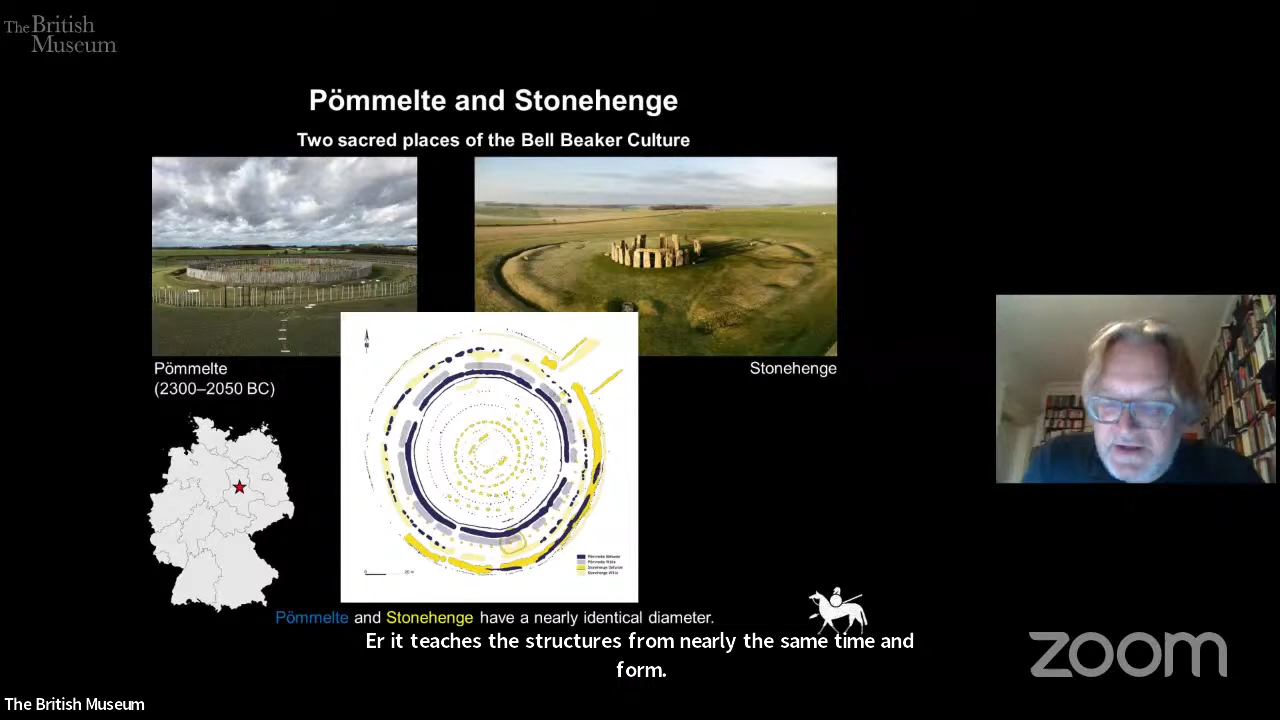 The British
Museum
Pömmelte and Stonehenge
Two sacred places of the Bell Beaker Culture
Pömmelte
(2300–2050 BC)
Stonehenge
N
0
Pömmelte and Stonehenge have a nearly identical diameter.
Er it teaches the structures from nearly the same time and
form.
zoom
The British Museum